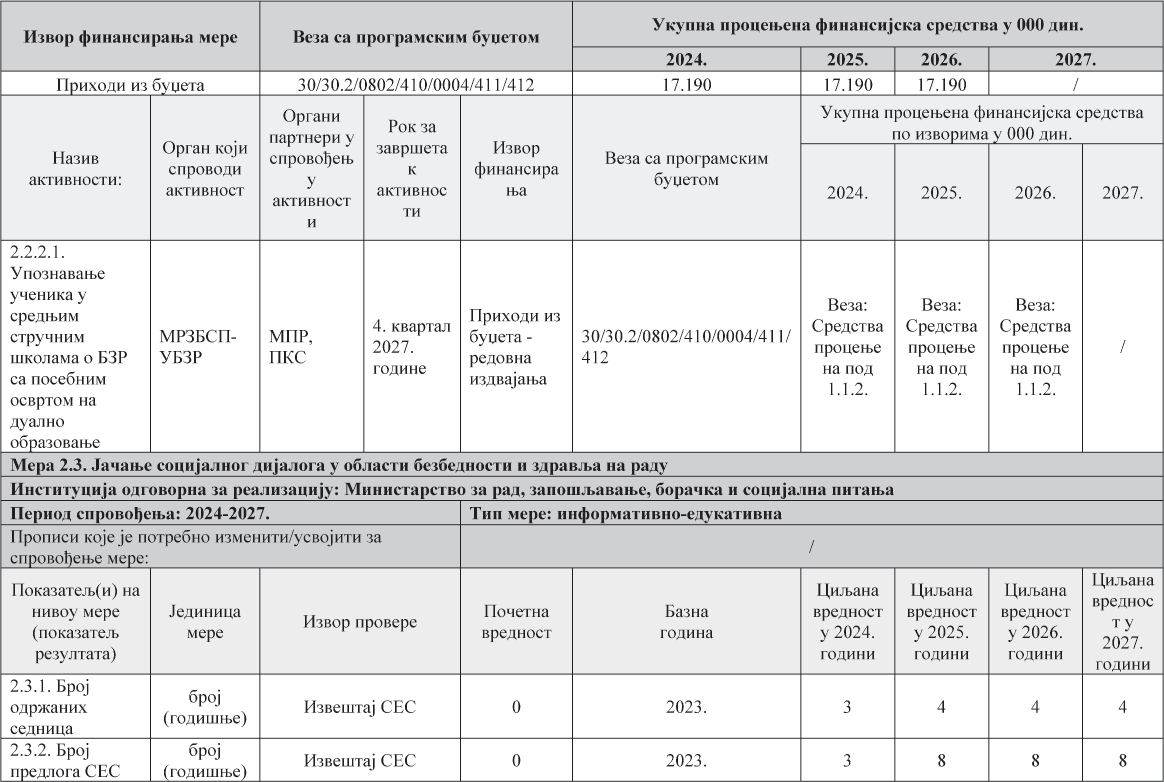 Извор финансирања мере
Веза са програмским буџетом
Укупна процењена финансијска средства у 000 дин.
2024.
2025.
2026.
2027.
Приходи из буџета
30/30.2/0802/410/0004/411/412
17.190
17.190
17.190
/
Назив
активности:
Орган који
спроводи
активност
Органи
партнери у
спровођењ
у
активност
и
Рок за
завршета
к
активнос
ти
Извор
финансира
ња
Веза са програмским
буџетом
Укупна процењена финансијска средства
по изворима у 000 дин.
2024.
2025.
2026.
2027.
2.2.2.1.
Упознавање
ученика у
средњим
стручним
школама о БЗР
са посебним
освртом на
дуално
образовање
МРЗБСП-
УБЗР
МПР,
ПКС
4. квартал
2027.
године
Приходи из
буџета -
редовна
издвајања
30/30.2/0802/410/0004/411/
412
Веза:
Средства
процење
на под
1.1.2.
Веза:
Средства
процење
на под
1.1.2.
Веза:
Средства
процење
на под
1.1.2.
/
Мера 2.3. Јачање социјалног дијалога у области безбедности и здравља на раду
Институција одговорна за реализацију: Министарство за рад, запошљавање, борачка и социјална питања
Период спровођења: 2024-2027.
Тип мере: информативно-едукативна
Прописи које је потребно изменити/усвојити за
спровођење мере:
/
Показатељ(и) на
нивоу мере
(показатељ
резултата)
Јединица
мере
Извор провере
Почетна
вредност
Базна
година
Циљана
вредност
у 2024.
години
Циљана
вредност
у 2025.
години
Циљана
вредност
у 2026.
години
Циљана
вреднос
т у
2027.
години
2.3.1. Број
одржаних
седница
број
(годишње)
Извештај СЕС
0
2023.
3
4
4
4
2.3.2. Број
предлога СЕС
број
(годишње)
Извештај СЕС
0
2023.
3
8
8
8